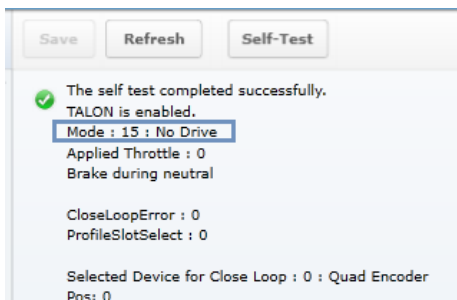 Save Refresh Self-Test
The self test completed successfully.
TALON is enabled.
Mode : 15 : No Drive
Applied Throttle : 0
Brake during neutral
CloseLoopError : 0
ProfileSlotSelect : 0
Selected Device for Close Loop : 0 : Quad Encoder
Pos: 0